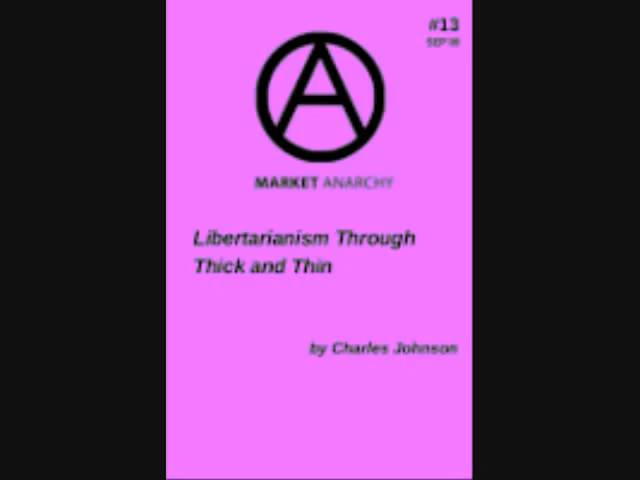 #13
MARKET ANARCHY
Libertarianism Through
Thick and Thin
by Charles Johnson